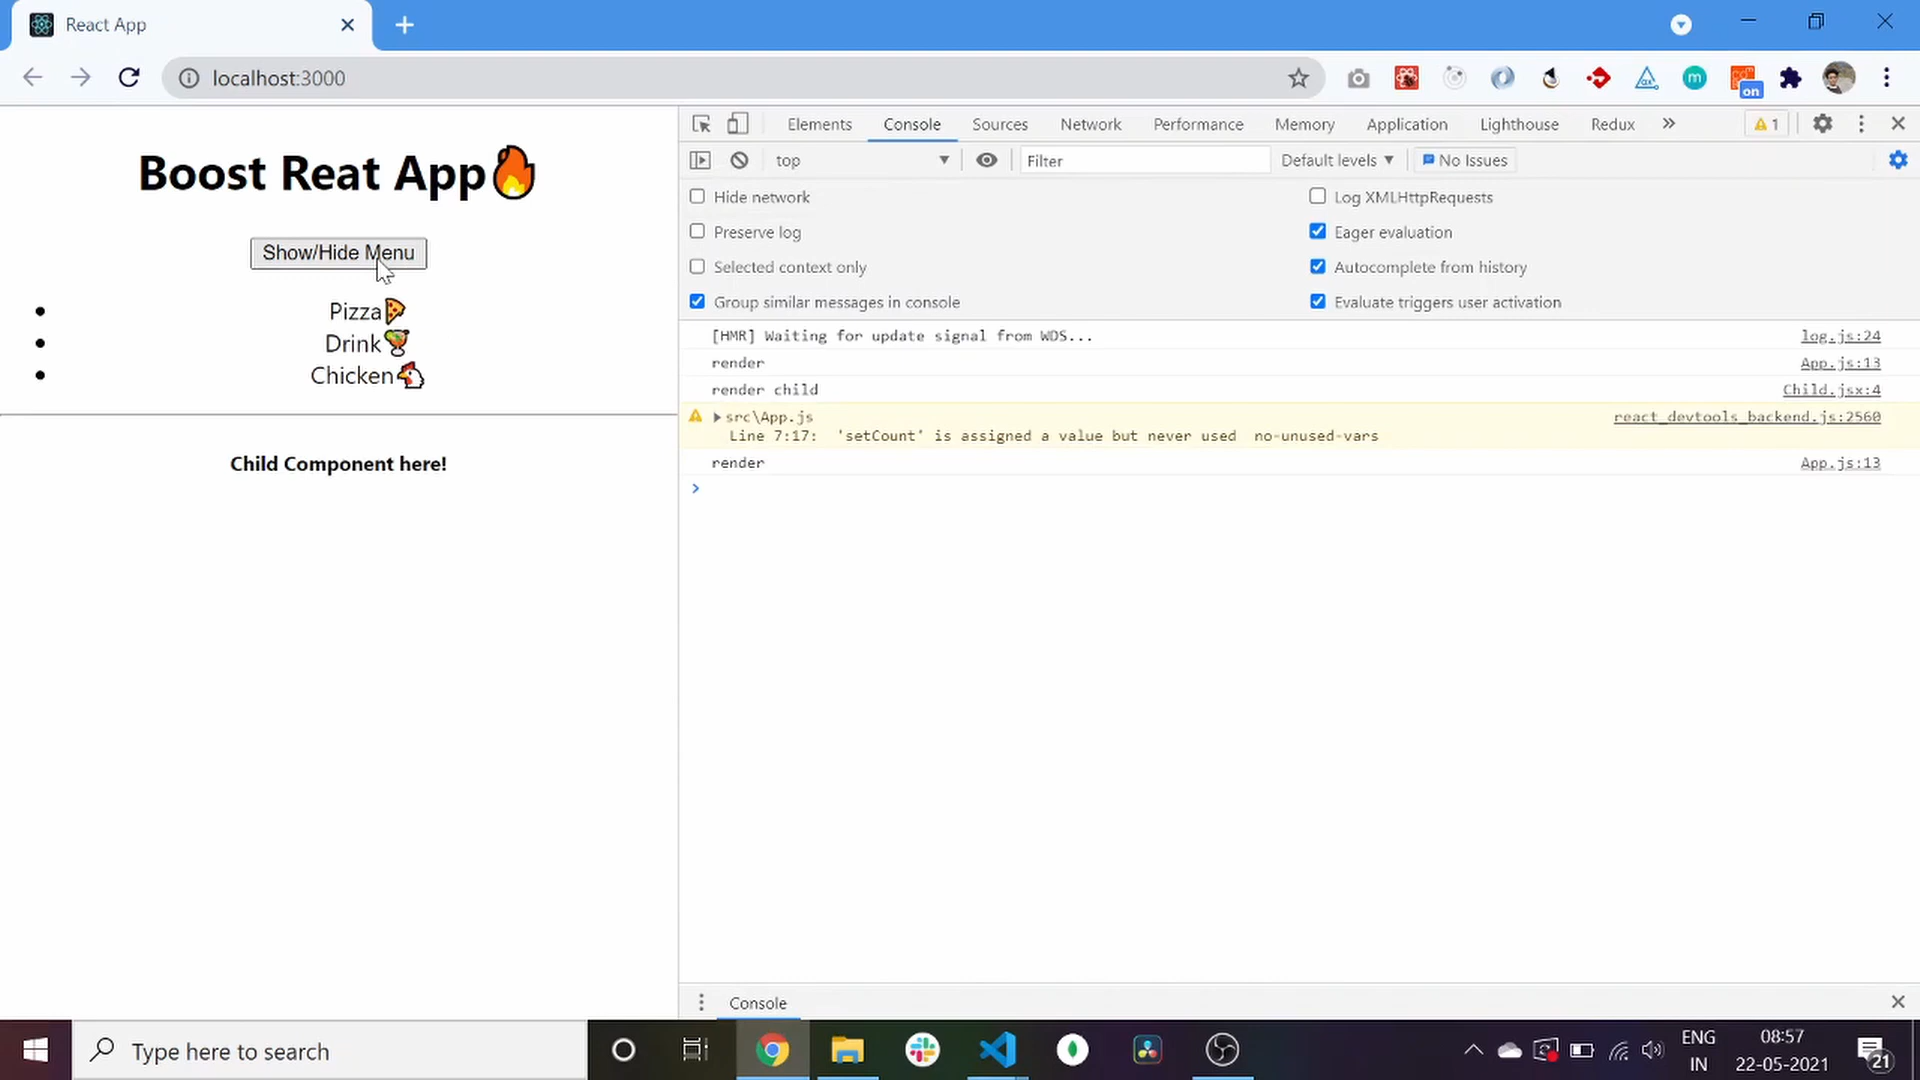 React App
localhost:3000
on
Boost Reat App🔥
Show/Hide Menu
Pizza🍕
Drink🍹
Chicken🐔
Child Component here!
Elements Console Sources Network Performance Memory Application Lighthouse Redux » 1
top Filter Default levels No Issues
Hide network
Log XMLHttpRequests
Preserve log
Eager evaluation
Selected context only
Autocomplete from history
Group similar messages in console
Evaluate triggers user activation
[HMR] Waiting for update signal from WDS... log.js:24
render App.js:13
render child Child.jsx:4
src\App.js react_devtools_backend.js:2560
Line 7:17: 'setCount' is assigned a value but never used no-unused-vars
render App.js:13
Console
Type here to search
ENG
IN
08:57
22-05-2021
21